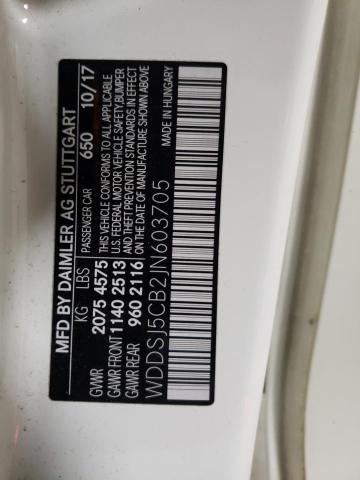 MFD BY DAIMLER AG STUTTGART
KG LBS PASSENGER CAR 650 10/17
GVWR 2075 4575 THIS VEHICLE CONFORMS TO ALL APPLICABLE
GAWR FRONT 1140 2513 U.S. FEDERAL MOTOR VEHICLE SAFETY, BUMPER
GAWR REAR 960 2116 AND THEFT PREVENTION STANDARDS IN EFFECT
ON THE DATE OF MANUFACTURE SHOWN ABOVE
WDDSJ5CB2JN603705 MADE IN HUNGARY